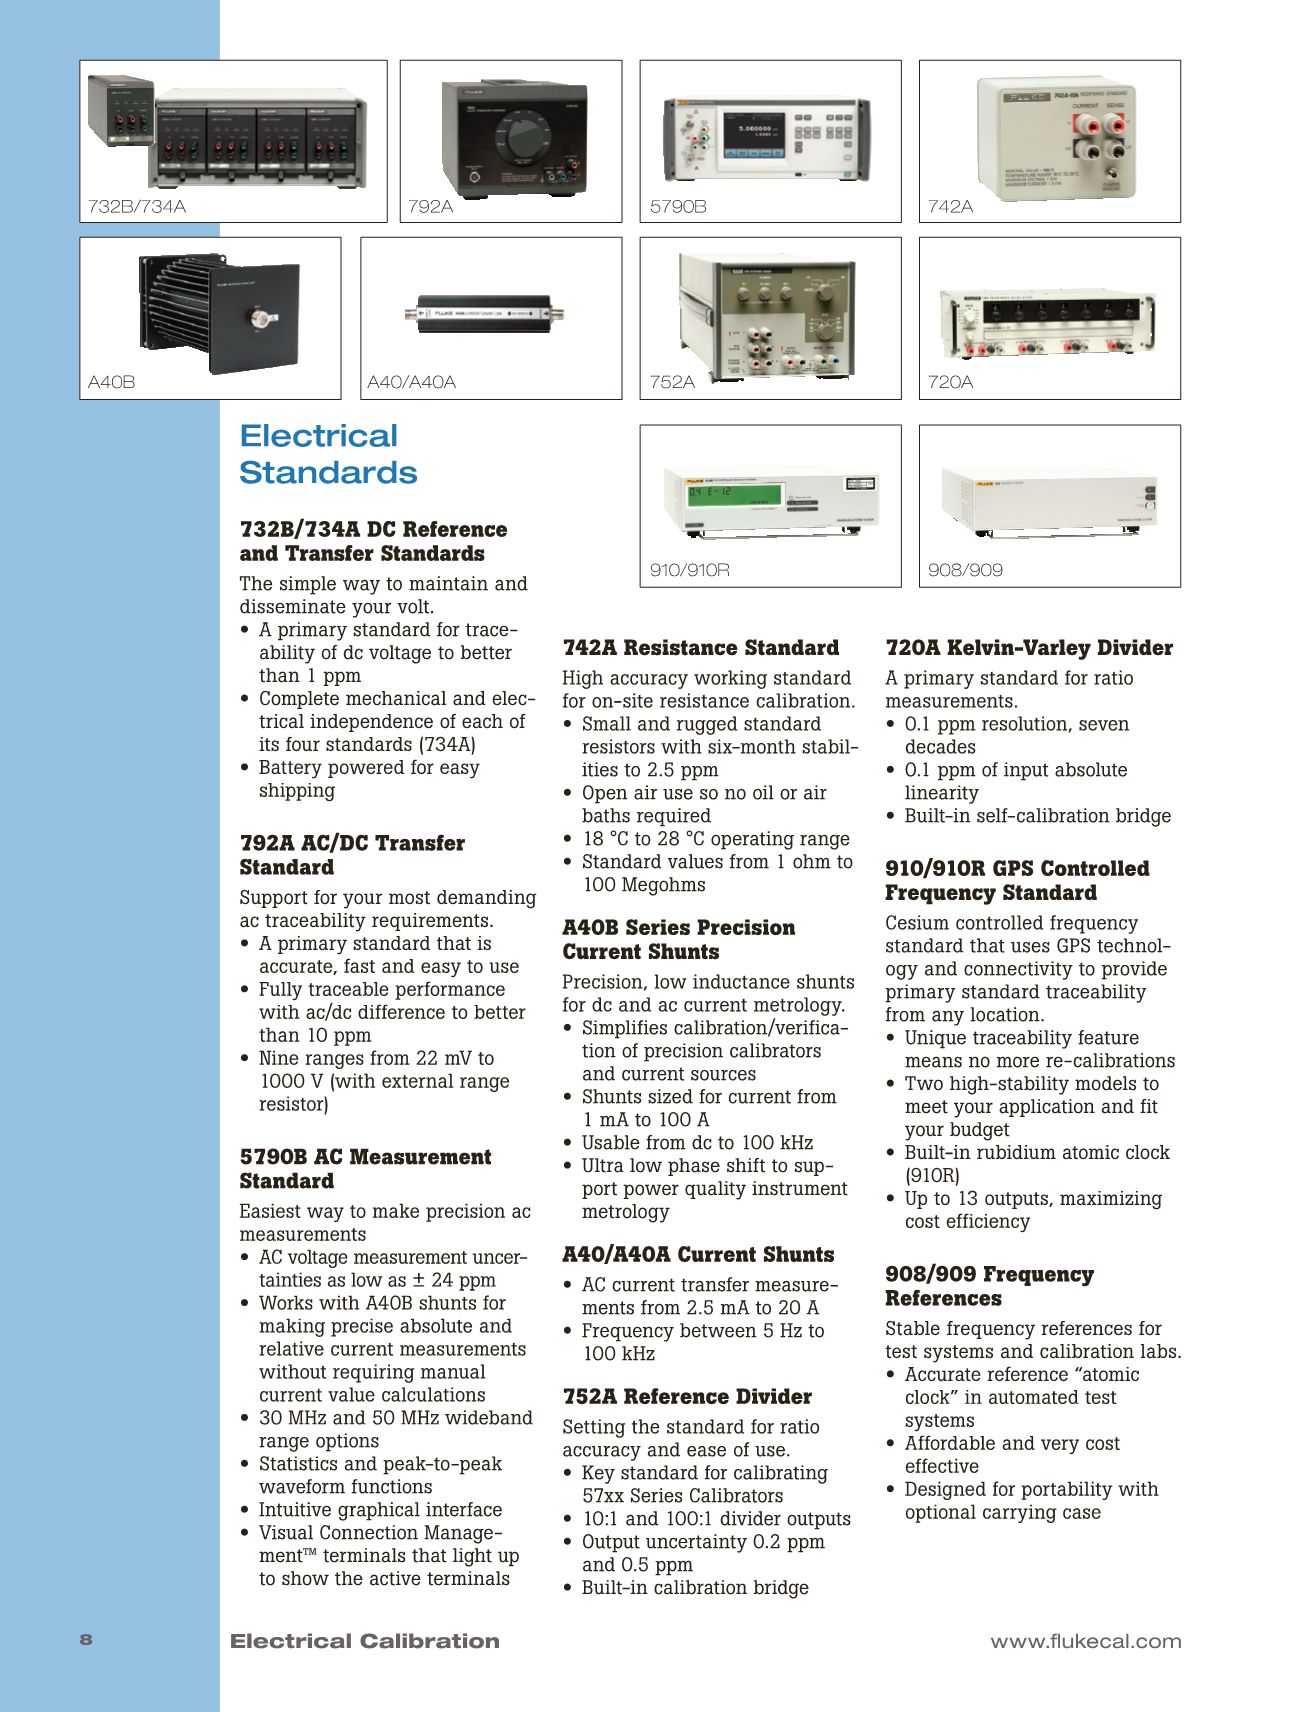 732B/734A
792A
5790B
742A
A40B
A40/A40A
752A
720A
910/910R
908/909
Electrical
Standards
732B/734A DC Reference
and Transfer Standards
The simple way to maintain and
disseminate your volt.
• A primary standard for trace-
ability of dc voltage to better
than 1 ppm
• Complete mechanical and elec-
trical independence of each of
its four standards (734A)
• Battery powered for easy
shipping
792A AC/DC Transfer
Standard
Support for your most demanding
ac traceability requirements.
• A primary standard that is
accurate, fast and easy to use
• Fully traceable performance
with ac/dc difference to better
than 10 ppm
• Nine ranges from 22 mV to
1000 V (with external range
resistor)
5790B AC Measurement
Standard
Easiest way to make precision ac
measurements
• AC voltage measurement uncer-
tainties as low as ± 24 ppm
• Works with A40B shunts for
making precise absolute and
relative current measurements
without requiring manual
current value calculations
• 30 MHz and 50 MHz wideband
range options
• Statistics and peak-to-peak
waveform functions
• Intuitive graphical interface
• Visual Connection Manage-
ment™ terminals that light up
to show the active terminals
742A Resistance Standard
High accuracy working standard
for on-site resistance calibration.
• Small and rugged standard
resistors with six-month stabil-
ities to 2.5 ppm
• Open air use so no oil or air
baths required
• 18 °C to 28 °C operating range
• Standard values from 1 ohm to
100 Megohms
A40B Series Precision
Current Shunts
Precision, low inductance shunts
for dc and ac current metrology.
• Simplifies calibration/verifica-
tion of precision calibrators
and current sources
• Shunts sized for current from
1 mA to 100 A
• Usable from dc to 100 kHz
• Ultra low phase shift to sup-
port power quality instrument
metrology
A40/A40A Current Shunts
• AC current transfer measure-
ments from 2.5 mA to 20 A
• Frequency between 5 Hz to
100 kHz
752A Reference Divider
Setting the standard for ratio
accuracy and ease of use.
• Key standard for calibrating
57xx Series Calibrators
• 10:1 and 100:1 divider outputs
• Output uncertainty 0.2 ppm
and 0.5 ppm
• Built-in calibration bridge
720A Kelvin-Varley Divider
A primary standard for ratio
measurements.
• 0.1 ppm resolution, seven
decades
• 0.1 ppm of input absolute
linearity
• Built-in self-calibration bridge
910/910R GPS Controlled
Frequency Standard
Cesium controlled frequency
standard that uses GPS technol-
ogy and connectivity to provide
primary standard traceability
from any location.
• Unique traceability feature
means no more re-calibrations
• Two high-stability models to
meet your application and fit
your budget
• Built-in rubidium atomic clock
(910R)
• Up to 13 outputs, maximizing
cost efficiency
908/909 Frequency
References
Stable frequency references for
test systems and calibration labs.
• Accurate reference “atomic
clock” in automated test
systems
• Affordable and very cost
effective
• Designed for portability with
optional carrying case
8
Electrical Calibration
www.flukecal.com